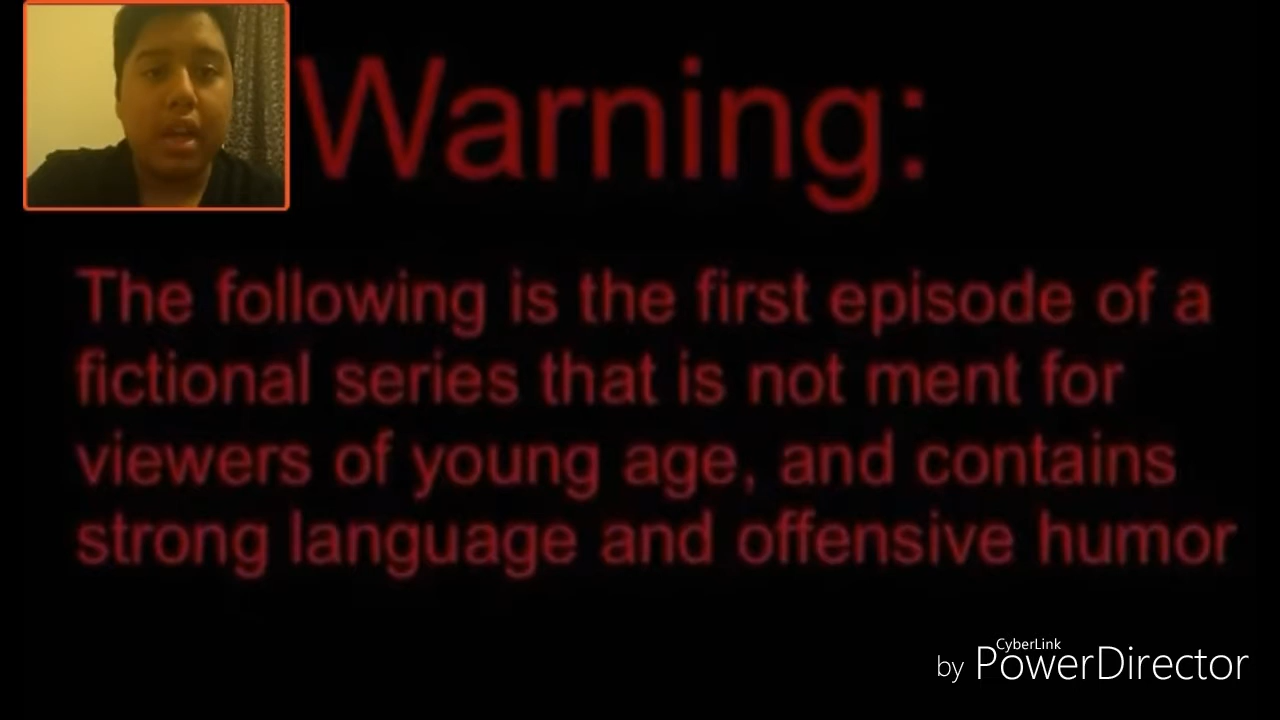 Warning:
The following is the first episode of a
fictional series that is not ment for
viewers of young age, and contains
strong language and offensive humor
CyberLink
by PowerDirector